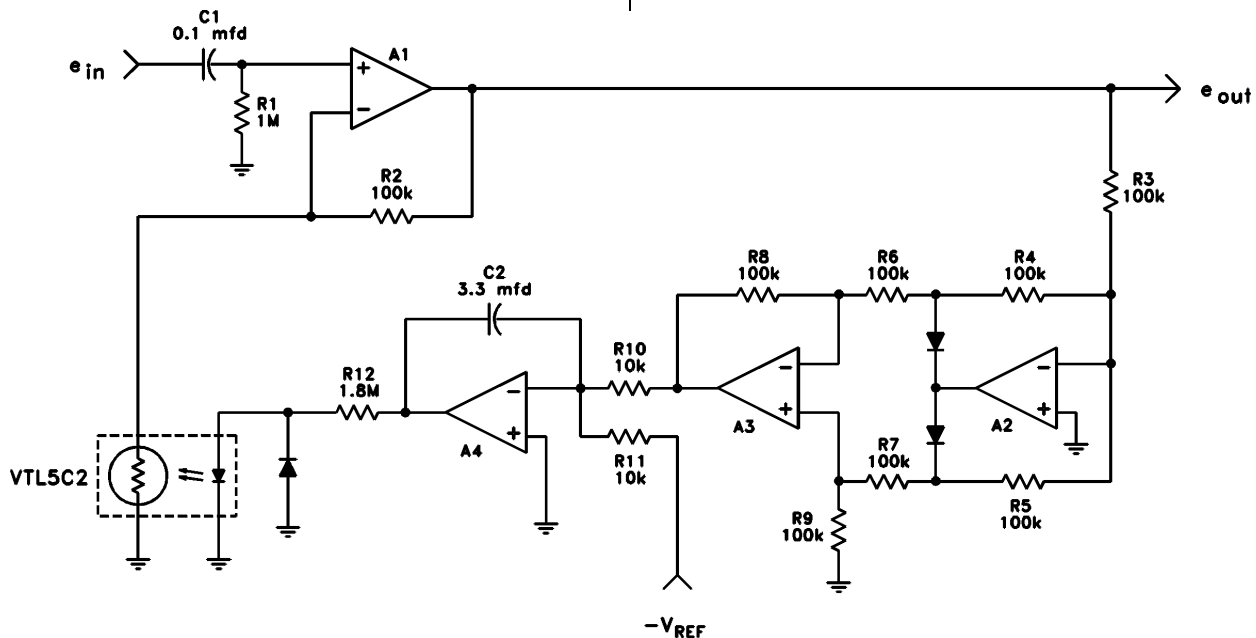 C1
0.1 mfd
e in
A1
+
−
R1
1M
e out
R2
100k
R3
100k
R8
100k
R6
100k
R4
100k
C2
3.3 mfd
R10
10k
R12
1.8M
−
+
A4
R11
10k
−
+
A3
−
+
A2
R7
100k
VTL5C2
R9
100k
R5
100k
−VREF